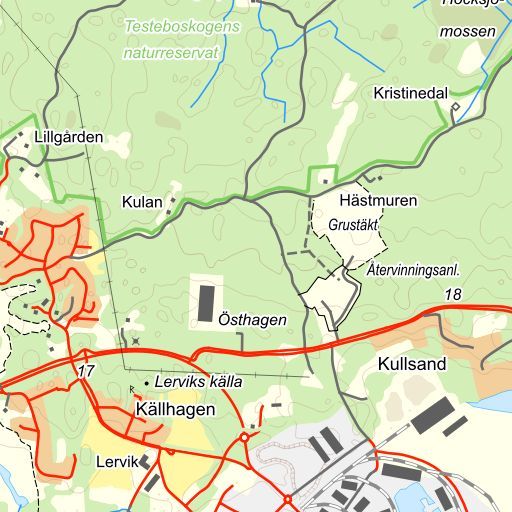 Hocksjö-
mossen
Testeboskogens
naturreservat
Kristinedal
Lillgården
Kulan
Hästmuren
Grustäkt
Återvinningsanl.
18
Östhagen
Kullsand
17
Lerviks källa
R
Källhagen
Lervik